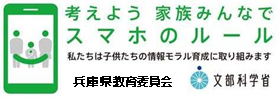 考えよう 家族みんなで
スマホのルール
私たちは子供たちの情報モラル育成に取り組みます
兵庫県教育委員会
文部科学省